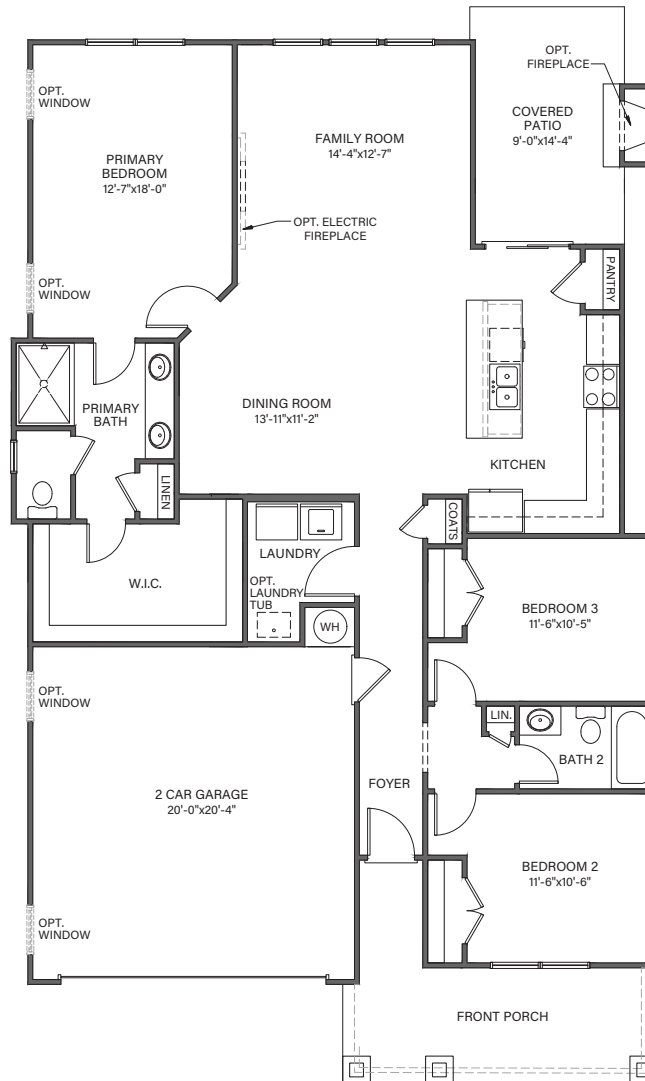 OPT.
WINDOW
OPT.
FIREPLACE
COVERED
PATIO
9'-0"x14'-4"
FAMILY ROOM
14'-4"x12'-7"
PRIMARY
BEDROOM
12'-7"x18'-0"
OPT. ELECTRIC
FIREPLACE
OPT.
WINDOW
PANTRY
PRIMARY
BATH
DINING ROOM
13'-11"x11'-2"
KITCHEN
LINEN
COATS
LAUNDRY
W.I.C.
OPT.
LAUNDRY
TUB
WH
BEDROOM 3
11'-6"x10'-5"
OPT.
WINDOW
LIN.
BATH 2
FOYER
2 CAR GARAGE
20'-0"x20'-4"
BEDROOM 2
11'-6"x10'-6"
OPT.
WINDOW
FRONT PORCH